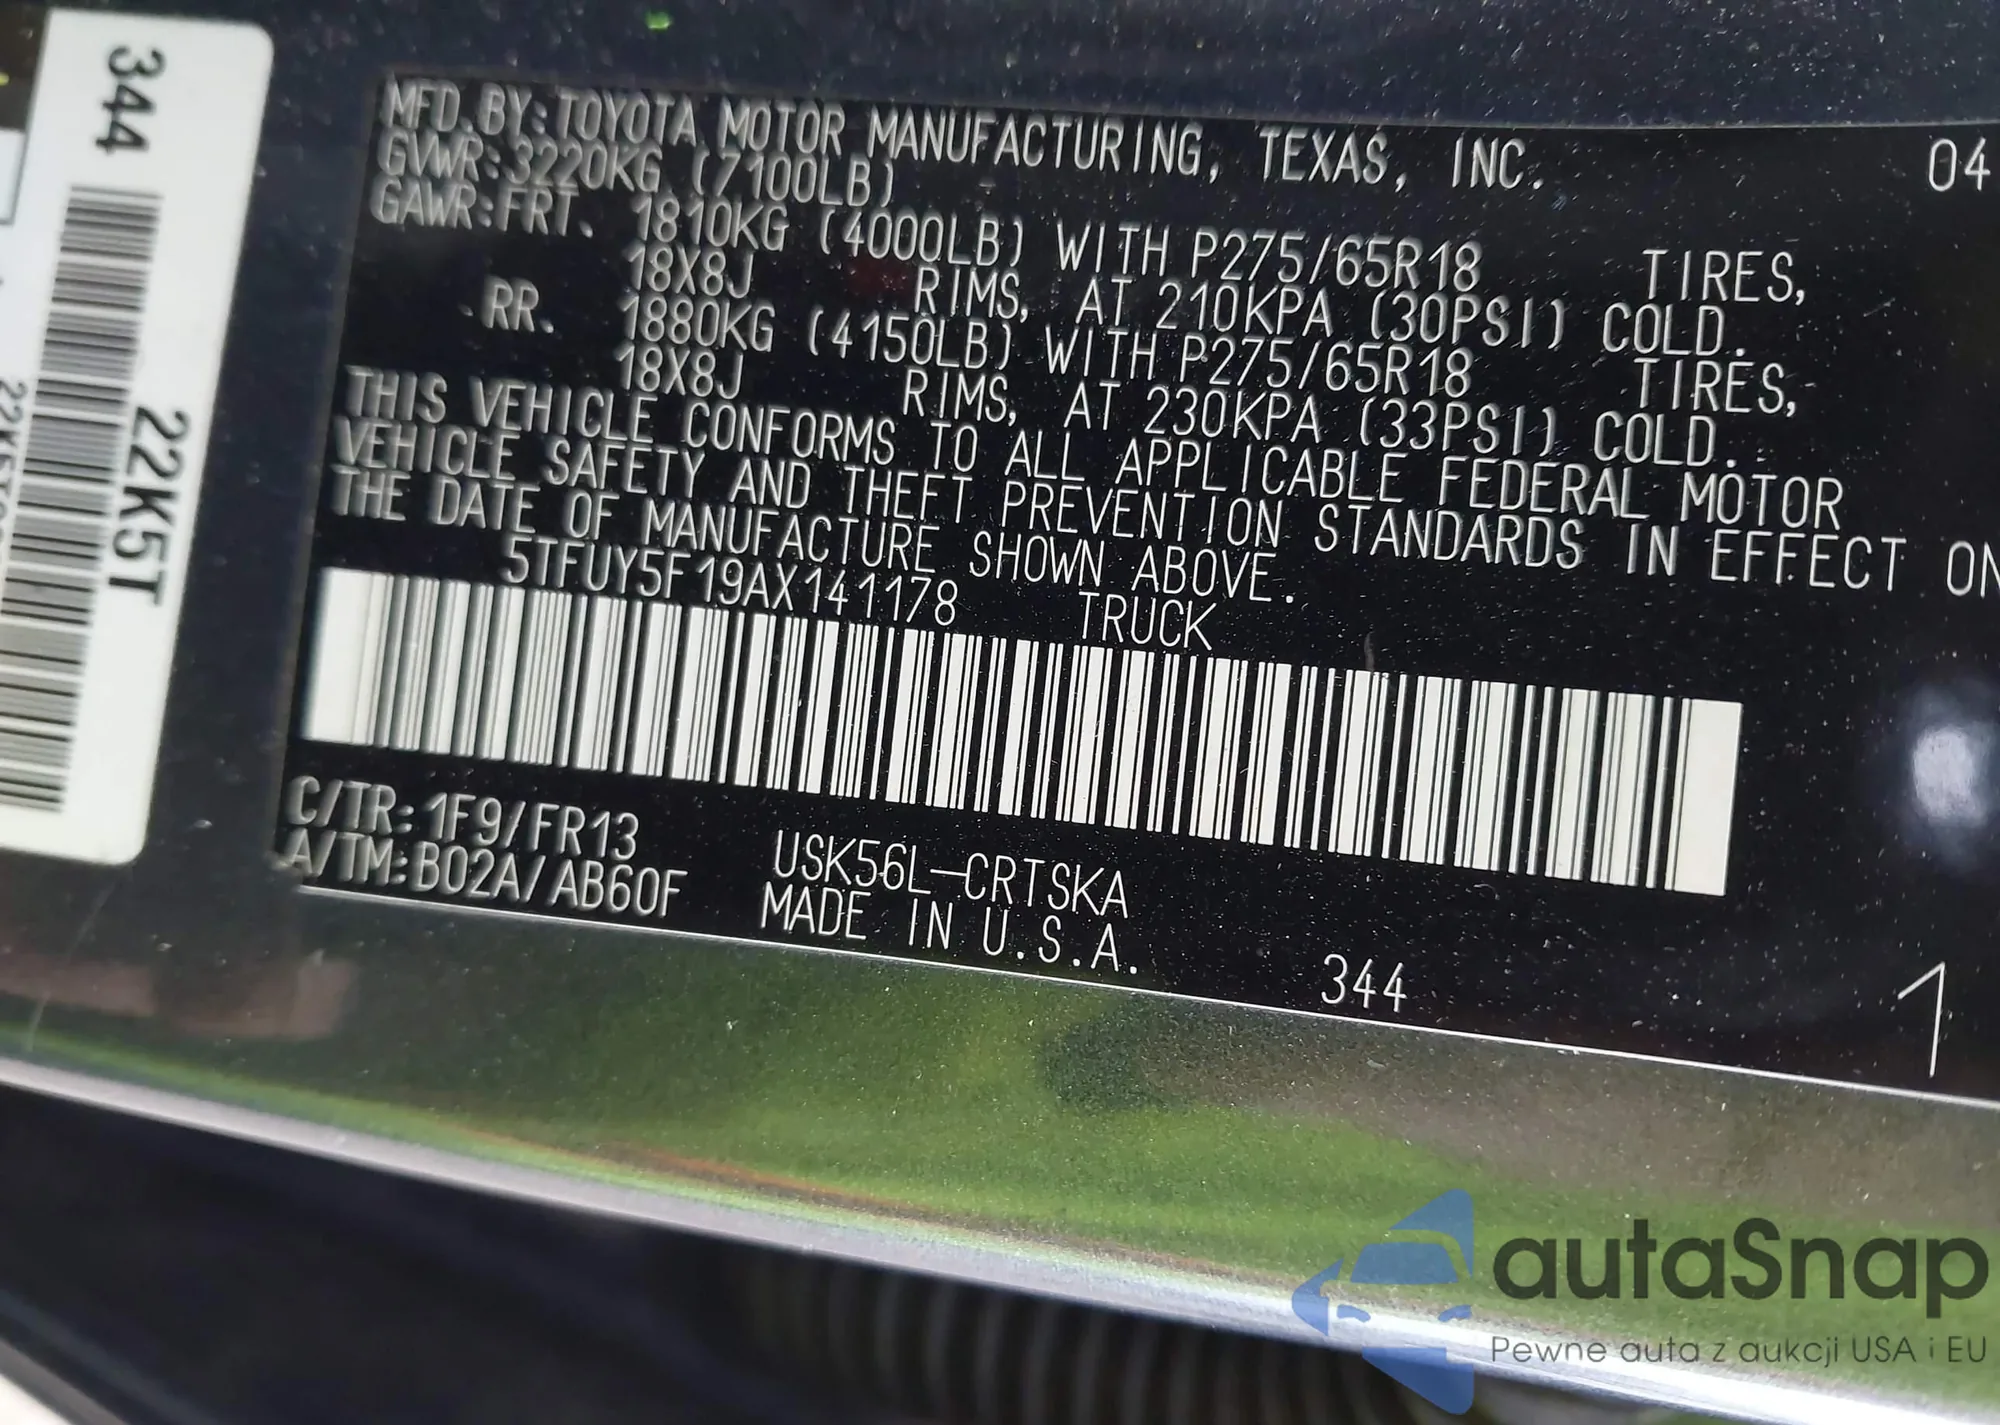 344
22K5T
MFD.BY:TOYOTA MOTOR MANUFACTURING, TEXAS, INC. 04
GVWR:3220KG (7100LB)
GAWR:FRT. 1810KG (4000LB) WITH P275/65R18 TIRES,
18X8J RIMS, AT 210KPA (30PSI) COLD.
RR. 1880KG (4150LB) WITH P275/65R18 TIRES,
18X8J RIMS, AT 230KPA (33PSI) COLD.
THIS VEHICLE CONFORMS TO ALL APPLICABLE FEDERAL MOTOR
VEHICLE SAFETY AND THEFT PREVENTION STANDARDS IN EFFECT ON
THE DATE OF MANUFACTURE SHOWN ABOVE.
5TFUY5F19AX141178 TRUCK
C/TR:1F9/FR13 USK56L-CRTSKA
A/TM:B02A/AB60F MADE IN U.S.A. 344
1
autaSnap
Pewne auta z aukcji USA i EU